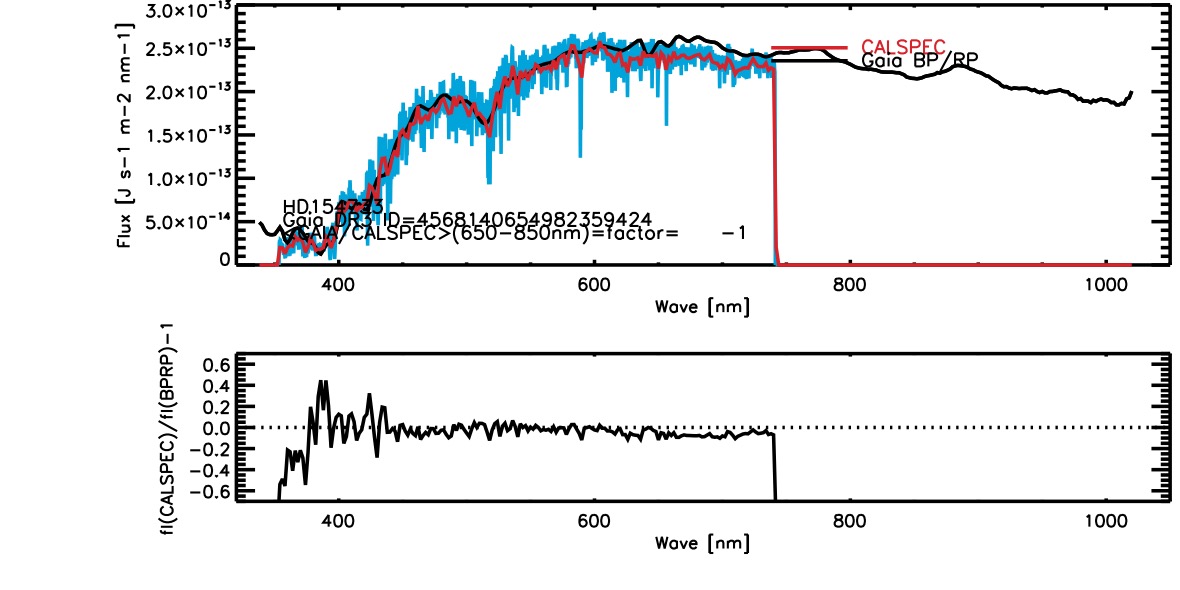 3.0×10−13
2.5×10−13
2.0×10−13
1.5×10−13
1.0×10−13
5.0×10−14
0
Flux [J s−1 m−2 nm−1]
CALSPEC
Gaia BP/RP
Gaia DR3 ID=4568140654982359424
GAIA/CALSPEC>(650−850nm)=factor= −1
400 600 800 1000
Wave [nm]
fl(CALSPEC)/fl(BPRP)−1
0.6
0.4
0.2
0.0
−0.2
−0.4
−0.6
400 600 800 1000
Wave [nm]